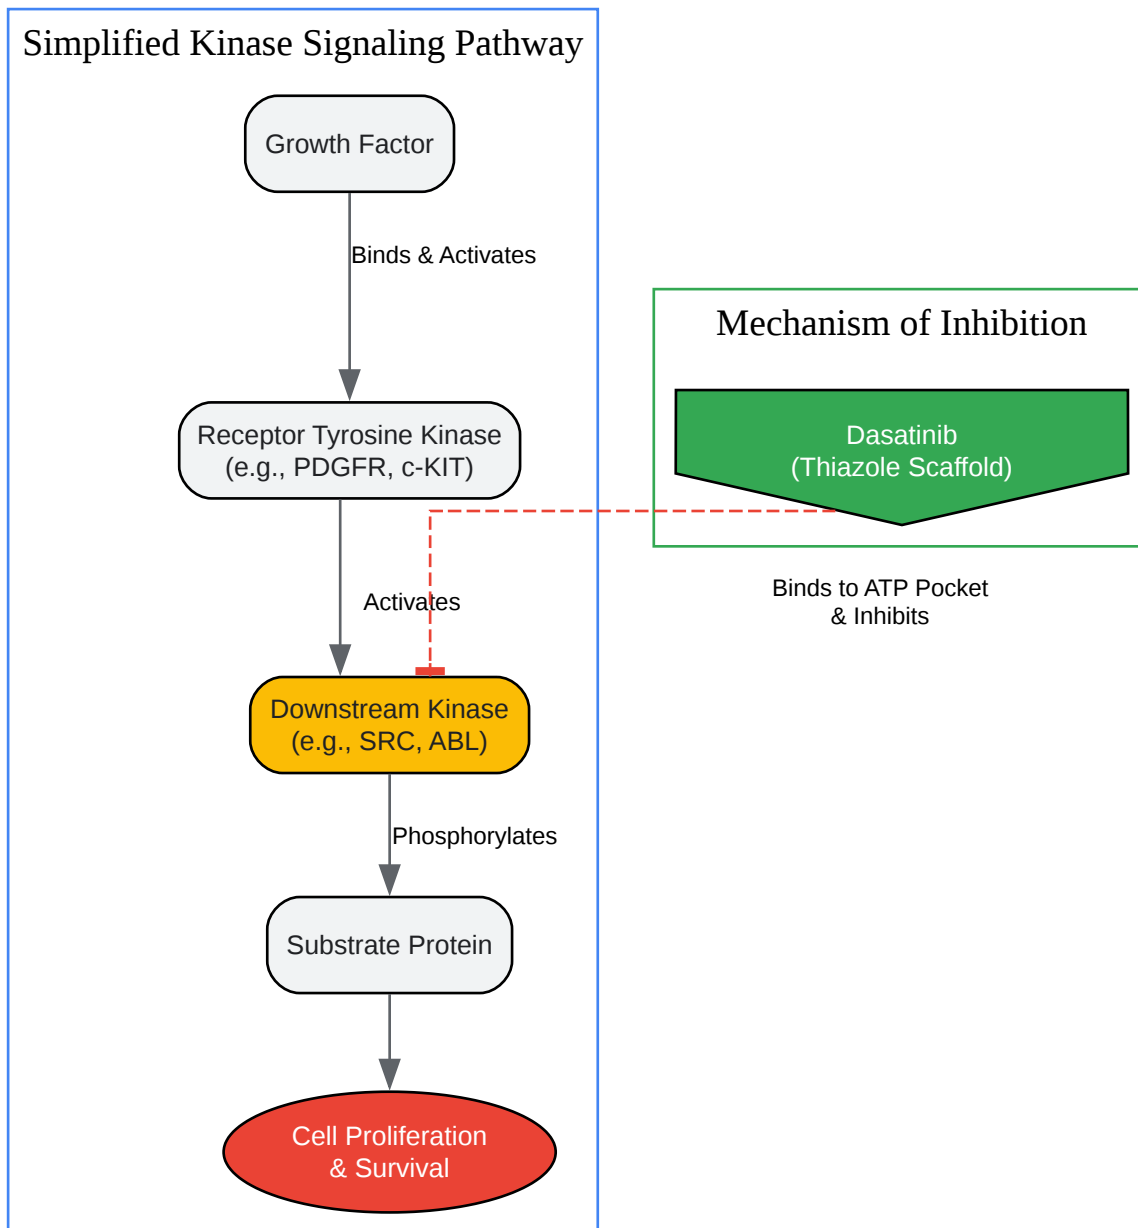 Simplified Kinase Signaling Pathway
Growth Factor
Binds & Activates
Receptor Tyrosine Kinase
(e.g., PDGFR, c-KIT)
Activates
Downstream Kinase
(e.g., SRC, ABL)
Phosphorylates
Substrate Protein
Cell Proliferation
& Survival
Mechanism of Inhibition
Dasatinib
(Thiazole Scaffold)
Binds to ATP Pocket
& Inhibits